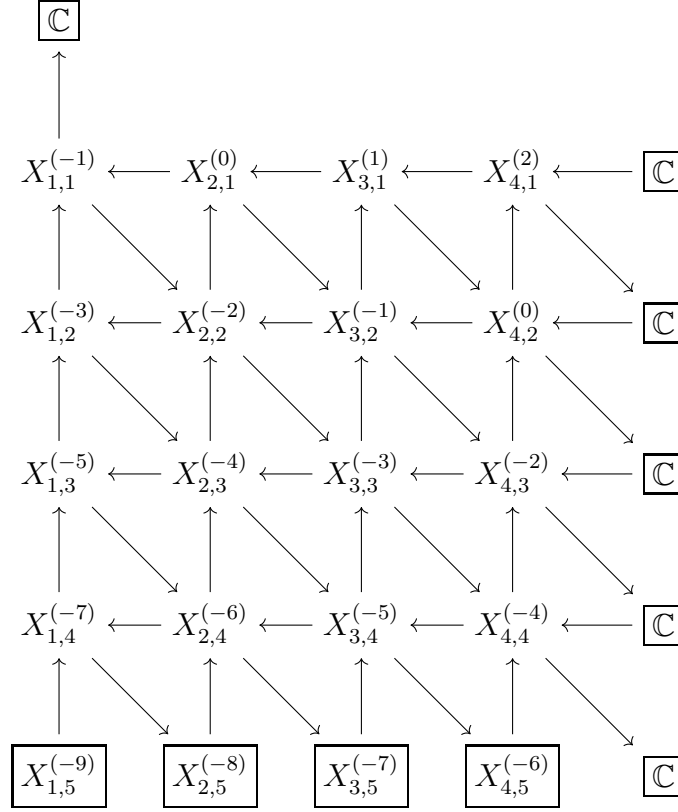 ℂ
X_{1,1}^{(-1)} X_{2,1}^{(0)} X_{3,1}^{(1)} X_{4,1}^{(2)} ℂ
X_{1,2}^{(-3)} X_{2,2}^{(-2)} X_{3,2}^{(-1)} X_{4,2}^{(0)} ℂ
X_{1,3}^{(-5)} X_{2,3}^{(-4)} X_{3,3}^{(-3)} X_{4,3}^{(-2)} ℂ
X_{1,4}^{(-7)} X_{2,4}^{(-6)} X_{3,4}^{(-5)} X_{4,4}^{(-4)} ℂ
X_{1,5}^{(-9)} X_{2,5}^{(-8)} X_{3,5}^{(-7)} X_{4,5}^{(-6)} ℂ